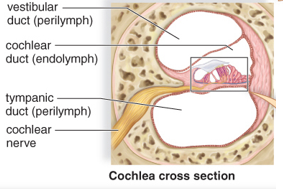 vestibular
duct (perilymph)
cochlear
duct (endolymph)
tympanic
duct (perilymph)
cochlear
nerve
Cochlea cross section